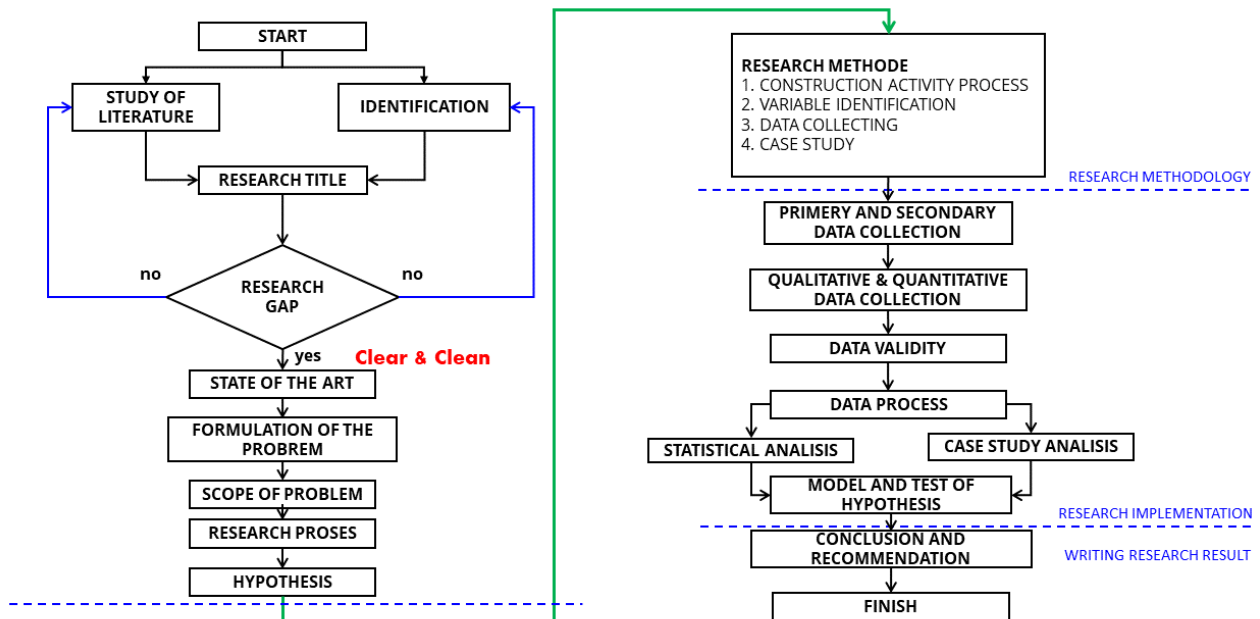 START
STUDY OF
LITERATURE
IDENTIFICATION
RESEARCH TITLE
no
RESEARCH
GAP
no
yes
Clear & Clean
STATE OF THE ART
FORMULATION OF THE
PROBREM
SCOPE OF PROBLEM
RESEARCH PROSES
HYPOTHESIS
RESEARCH METHODE
1. CONSTRUCTION ACTIVITY PROCESS
2. VARIABLE IDENTIFICATION
3. DATA COLLECTING
4. CASE STUDY
RESEARCH METHODOLOGY
PRIMERY AND SECONDARY
DATA COLLECTION
QUALITATIVE & QUANTITATIVE
DATA COLLECTION
DATA VALIDITY
DATA PROCESS
STATISTICAL ANALISIS
CASE STUDY ANALISIS
MODEL AND TEST OF
HYPOTHESIS
RESEARCH IMPLEMENTATION
CONCLUSION AND
RECOMMENDATION
WRITING RESEARCH RESULT
FINISH